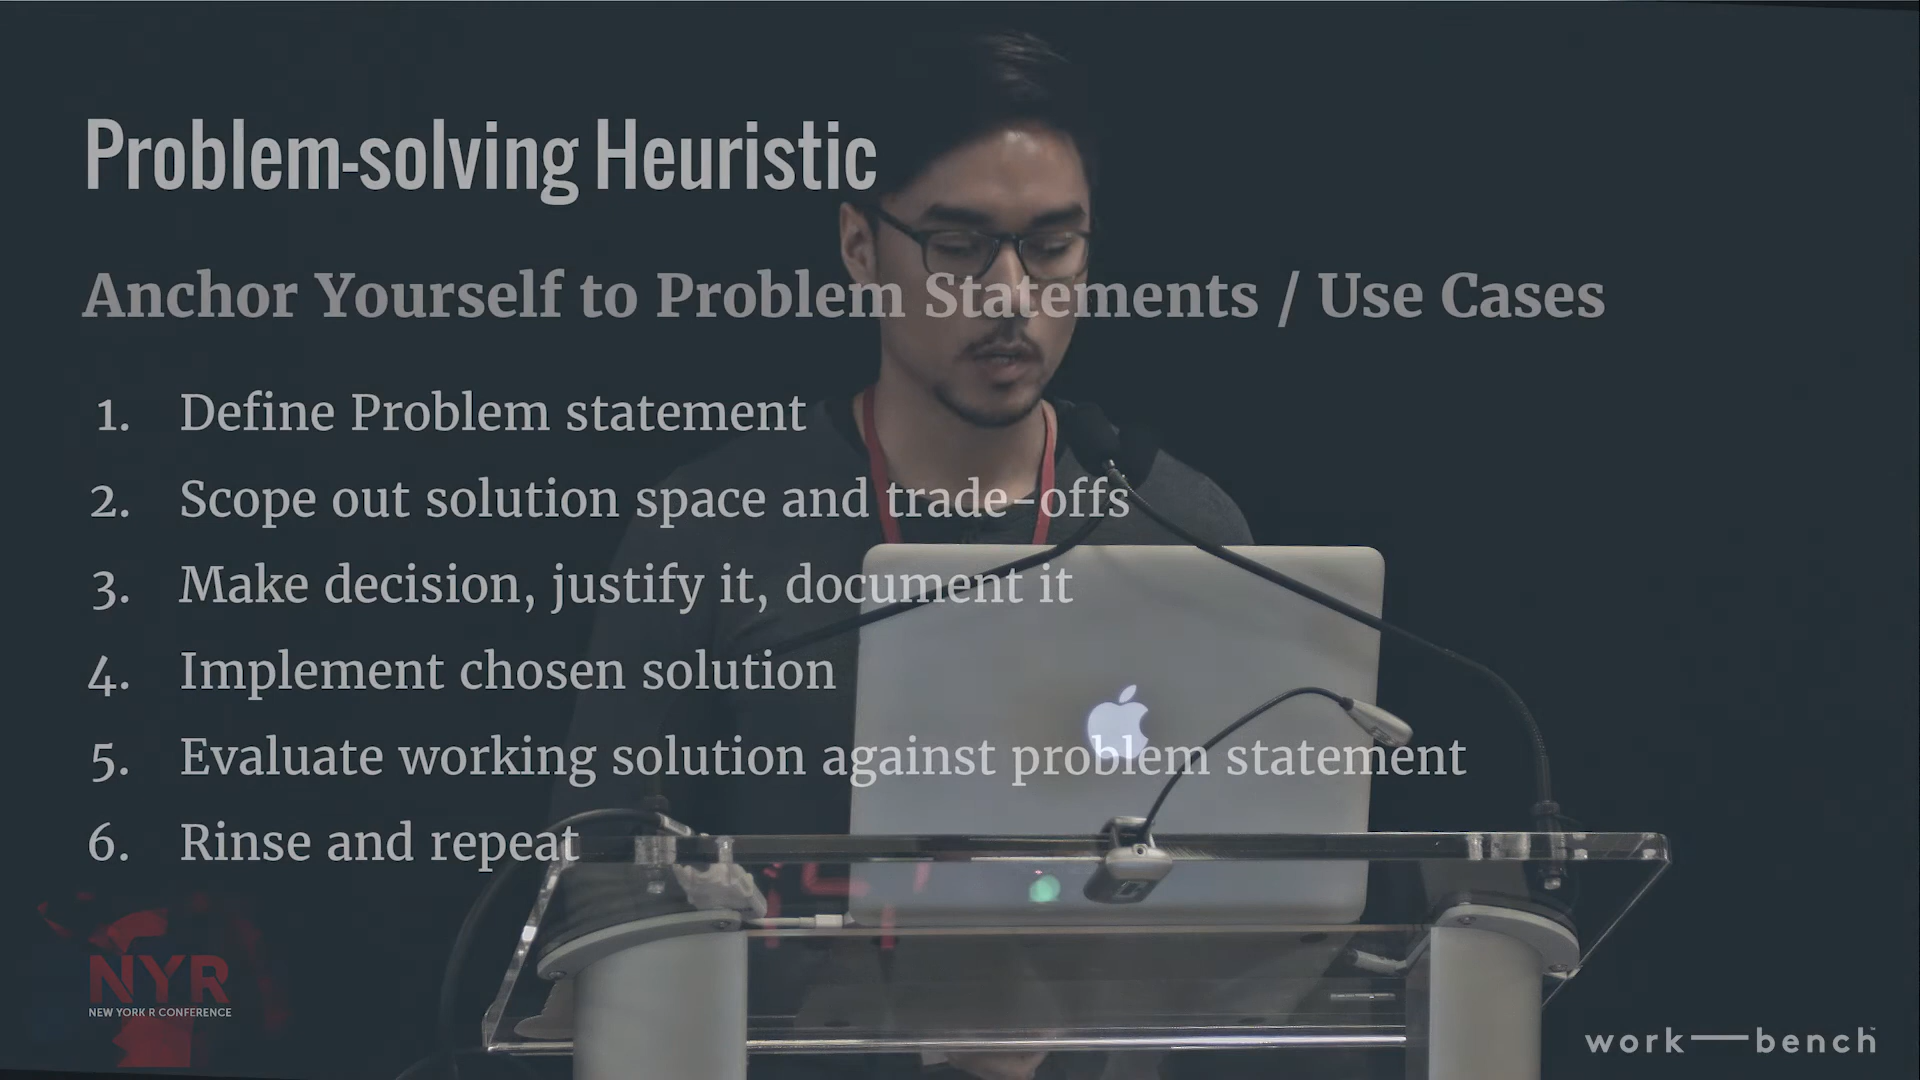 Problem-solving Heuristic
Anchor Yourself to Problem Statements / Use Cases
1. Define Problem statement
2. Scope out solution space and trade-offs
3. Make decision, justify it, document it
4. Implement chosen solution
5. Evaluate working solution against problem statement
6. Rinse and repeat
NYR
NEW YORK R CONFERENCE
work—bench™